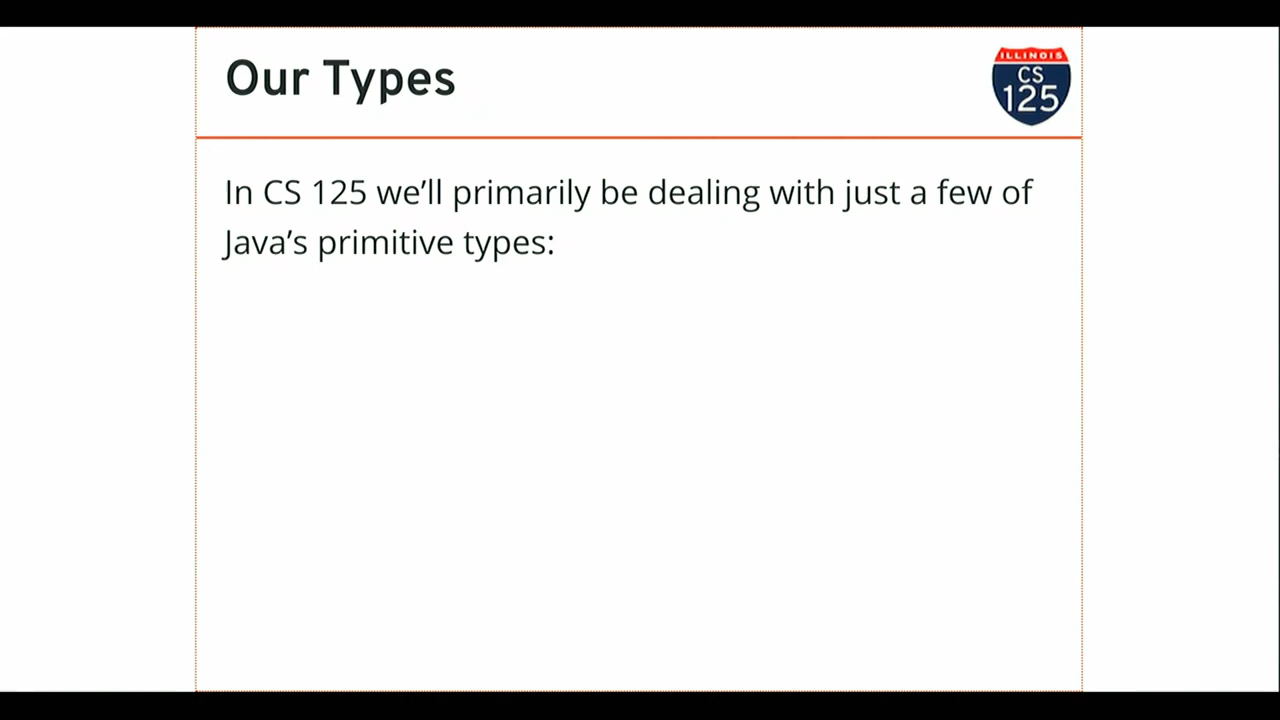 Our Types
ILLINOIS
CS
125
In CS 125 we’ll primarily be dealing with just a few of
Java’s primitive types: